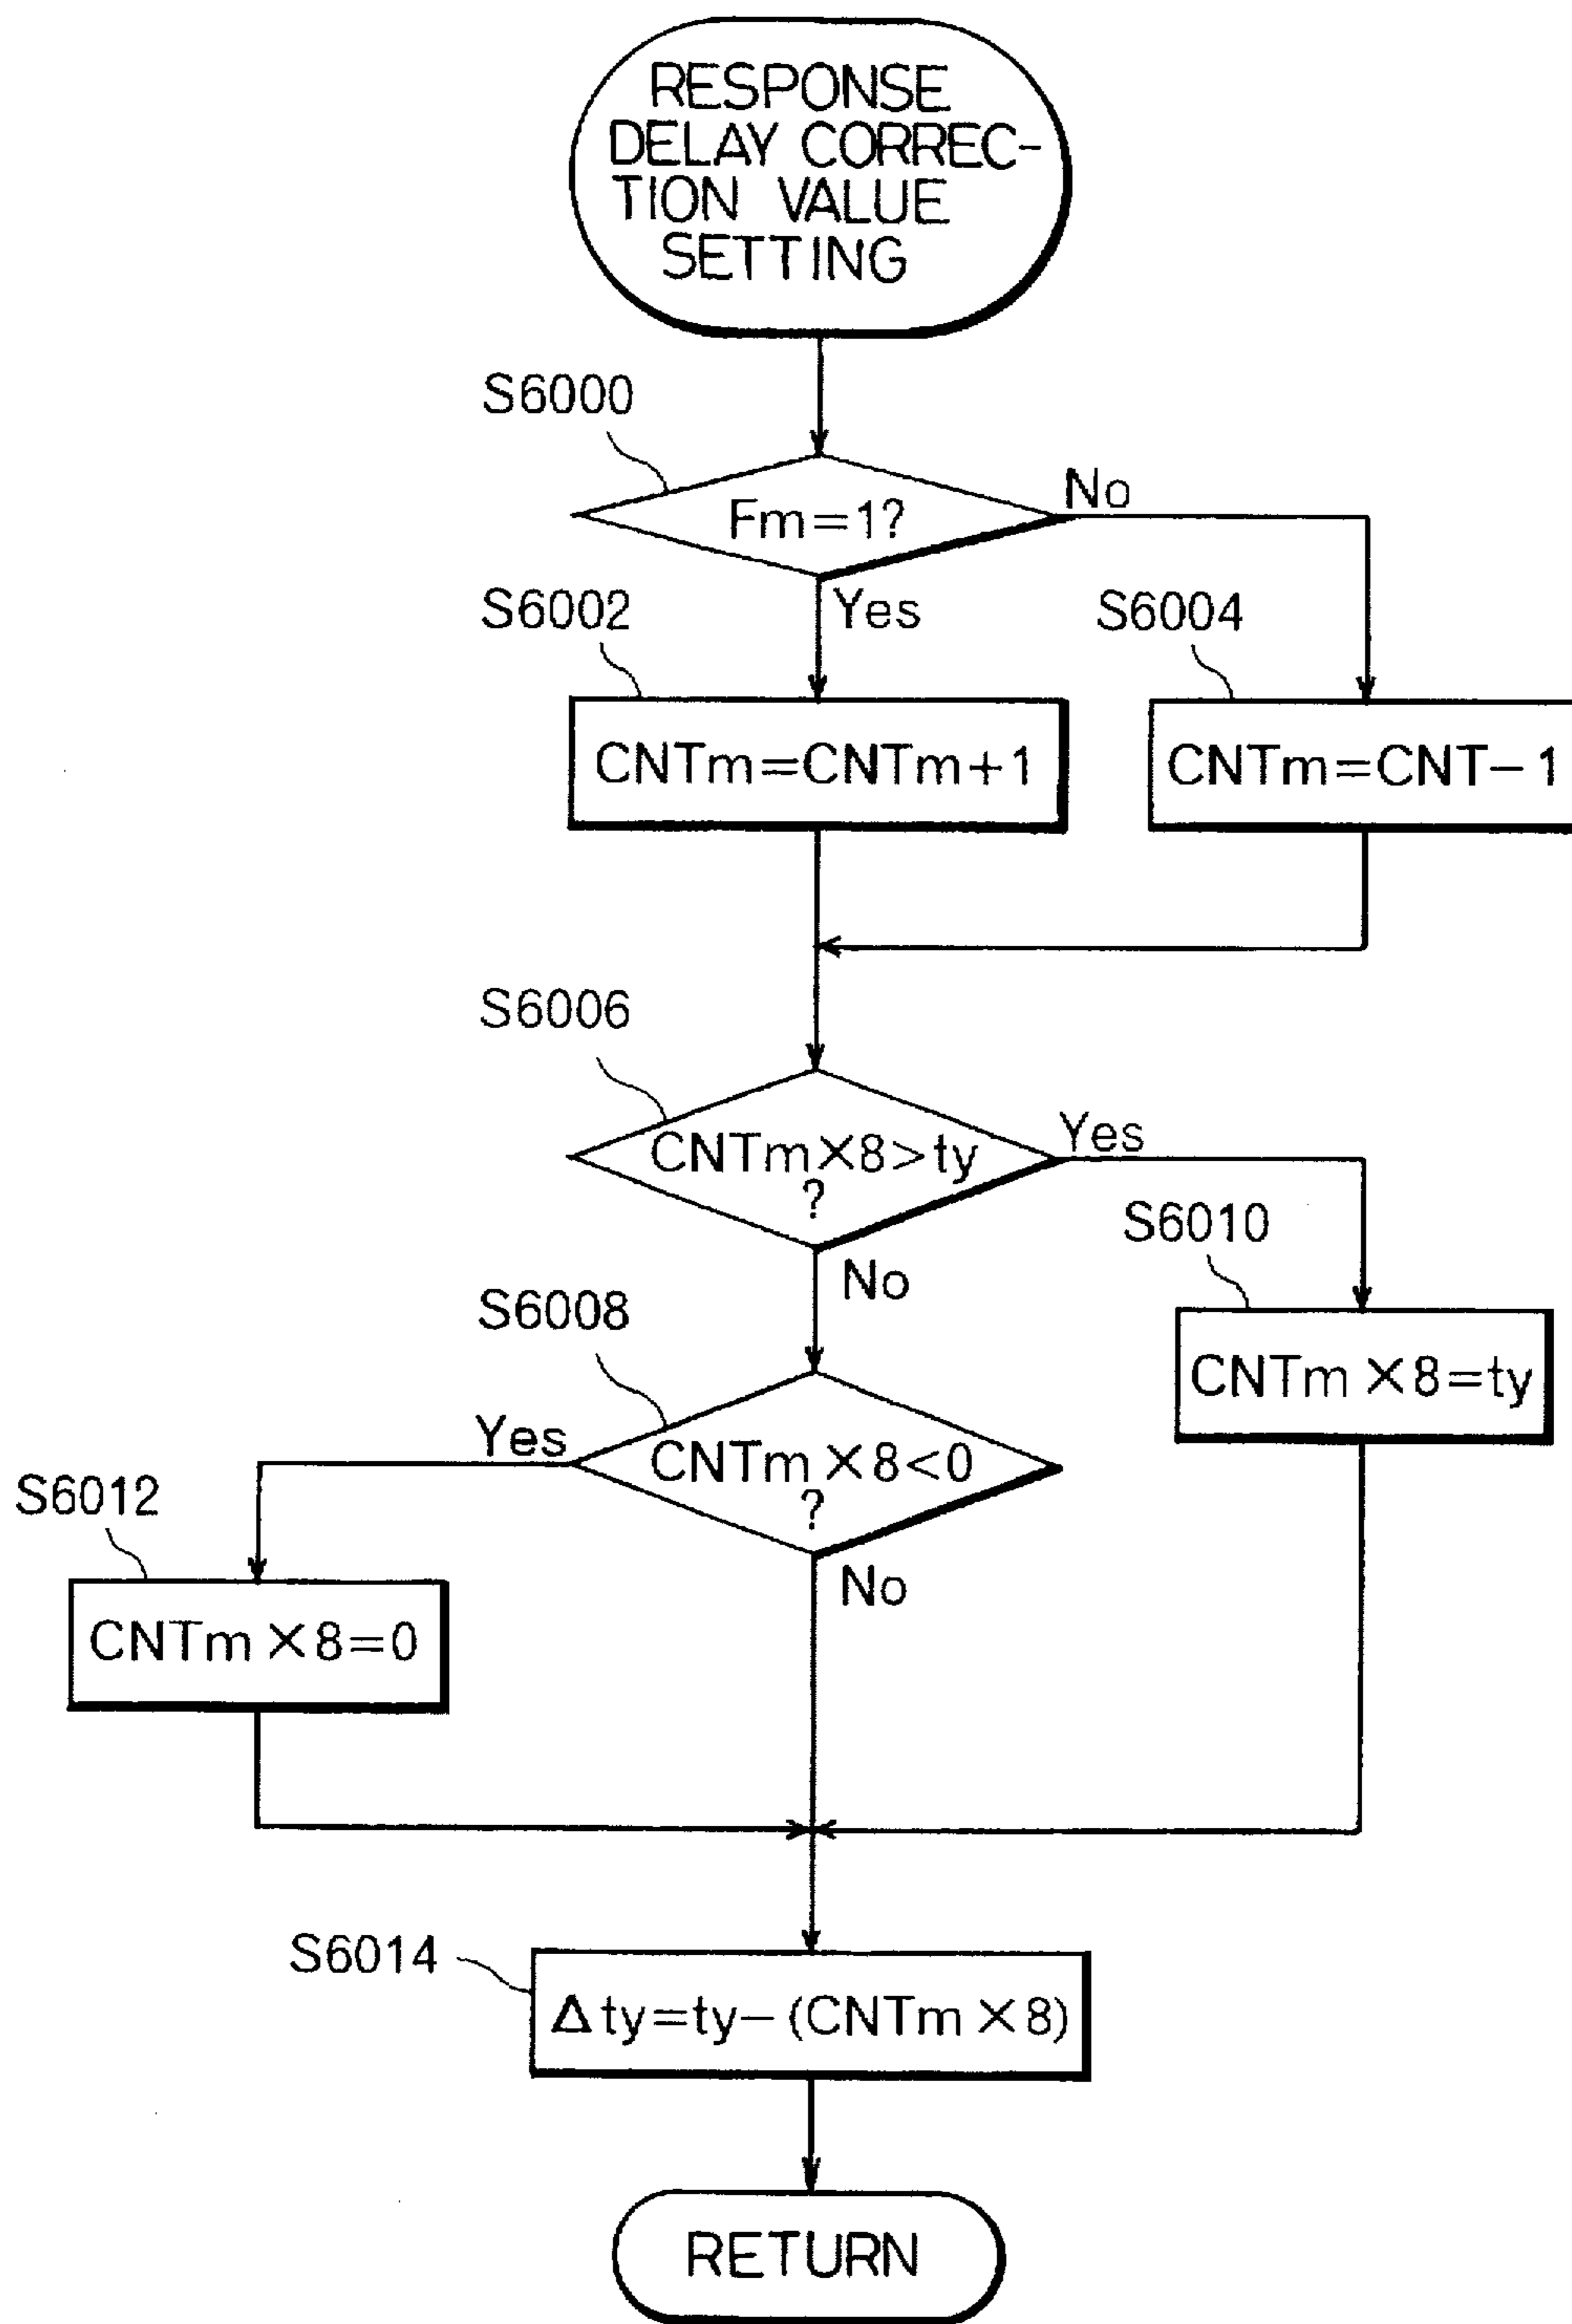 RESPONSE
DELAY CORREC-
TION VALUE
SETTING
S6000
Fm=1?
No
Yes
S6002
S6004
CNTm=CNTm+1
CNTm=CNT-1
S6006
CNTm×8>ty
?
Yes
No
S6010
CNTm×8=ty
S6008
CNTm×8<0
?
Yes
No
S6012
CNTm×8=0
S6014
Δty=ty-(CNTm×8)
RETURN